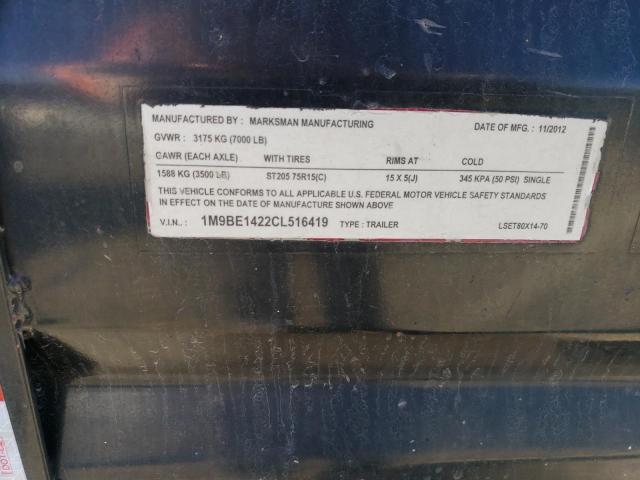 MANUFACTURED BY : MARKSMAN MANUFACTURING DATE OF MFG. : 11/2012
GVWR : 3175 KG (7000 LB)
GAWR (EACH AXLE) WITH TIRES RIMS AT COLD
1588 KG (3500 LB) ST205 75R15(C) 15 X 5(J) 345 KPA (50 PSI) SINGLE
THIS VEHICLE CONFORMS TO ALL APPLICABLE U.S. FEDERAL MOTOR VEHICLE SAFETY STANDARDS
IN EFFECT ON THE DATE OF MANUFACTURE SHOWN ABOVE
V.I.N.. : 1M9BE1422CL516419 TYPE : TRAILER LSET80X14-70